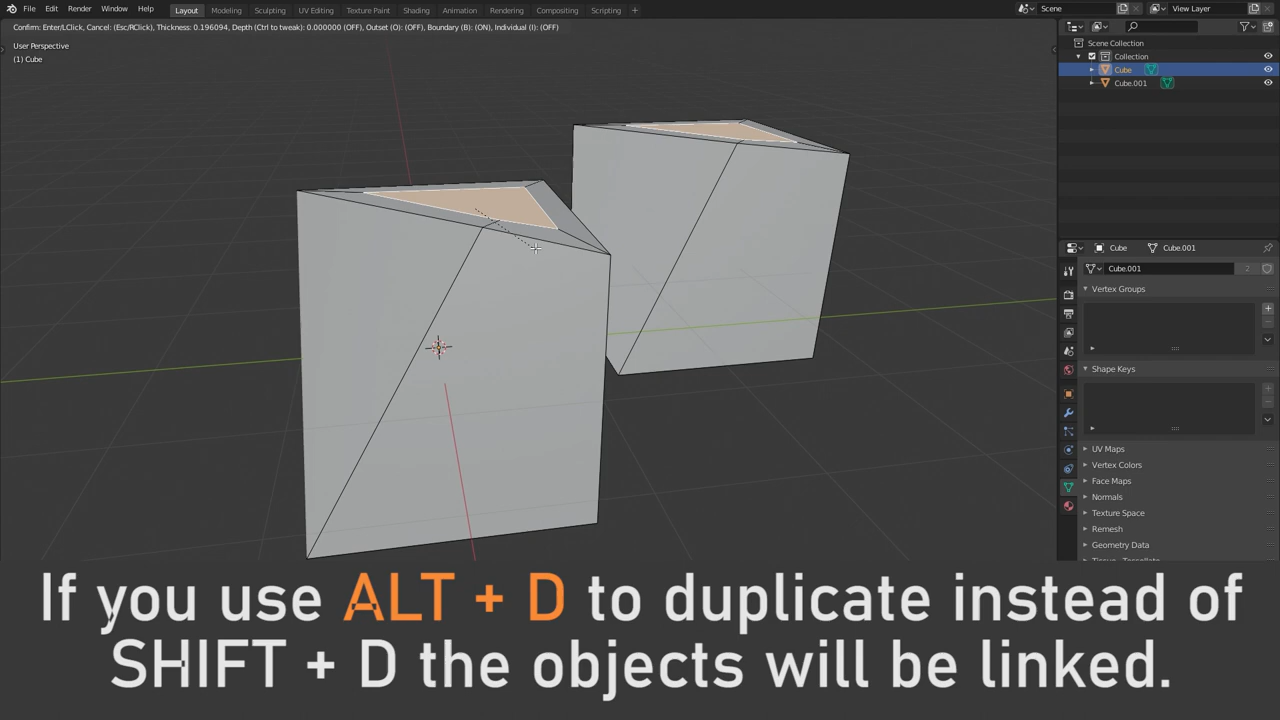 File Edit Render Window Help Layout Modeling Sculpting UV Editing Texture Paint Shading Animation Rendering Compositing Scripting + Scene View Layer
Confirm: Enter/LClick, Cancel: (Esc/RClick), Thickness: 0.196094, Depth (Ctrl to tweak): 0.000000 (OFF), Outset (O): (OFF), Boundary (B): (ON), Individual (I): (OFF)
User Perspective
(1) Cube
Scene Collection
Collection
Cube
Cube.001
Cube Cube.001
Cube.001 2
Vertex Groups
Shape Keys
UV Maps
Vertex Colors
Face Maps
Normals
Texture Space
Remesh
Geometry Data
If you use ALT + D to duplicate instead of
SHIFT + D the objects will be linked.